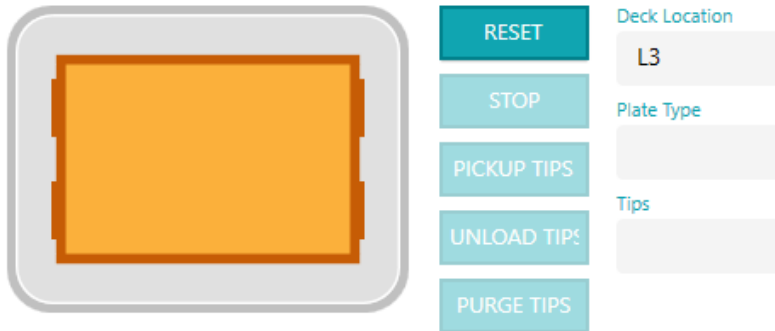 RESET
STOP
PICKUP TIPS
UNLOAD TIPS
PURGE TIPS
Deck Location
L3
Plate Type
Tips